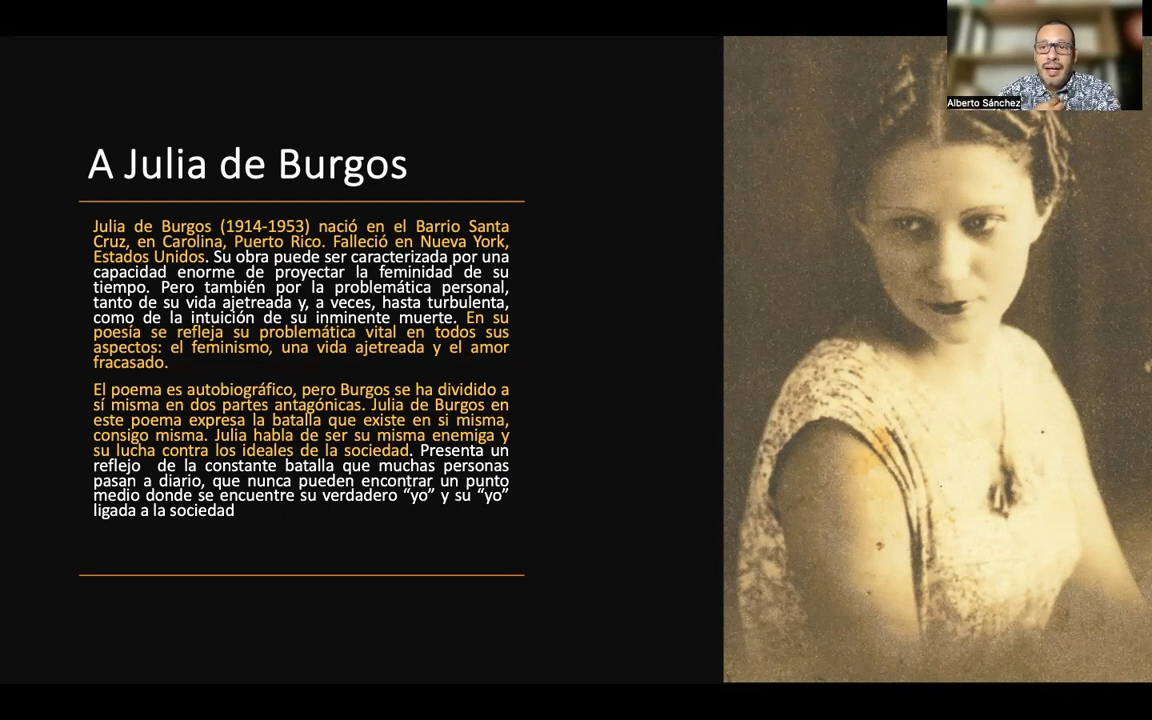 Alberto Sánchez
A Julia de Burgos
Julia de Burgos (1914-1953) nació en el Barrio Santa
Cruz, en Carolina, Puerto Rico. Falleció en Nueva York,
Estados Unidos. Su obra puede ser caracterizada por una
capacidad enorme de proyectar la feminidad de su
tiempo. Pero también por la problemática personal,
tanto de su vida ajetreada y, a veces, hasta turbulenta,
como de la intuición de su inminente muerte. En su
poesía se refleja su problemática vital en todos sus
aspectos: el feminismo, una vida ajetreada y el amor
fracasado.
El poema es autobiográfico, pero Burgos se ha dividido a
sí misma en dos partes antagónicas. Julia de Burgos en
este poema expresa la batalla que existe en si misma,
consigo misma. Julia habla de ser su misma enemiga y
su lucha contra los ideales de la sociedad. Presenta un
reflejo  de la constante batalla que muchas personas
pasan a diario, que nunca pueden encontrar un punto
medio donde se encuentre su verdadero “yo” y su “yo”
ligada a la sociedad